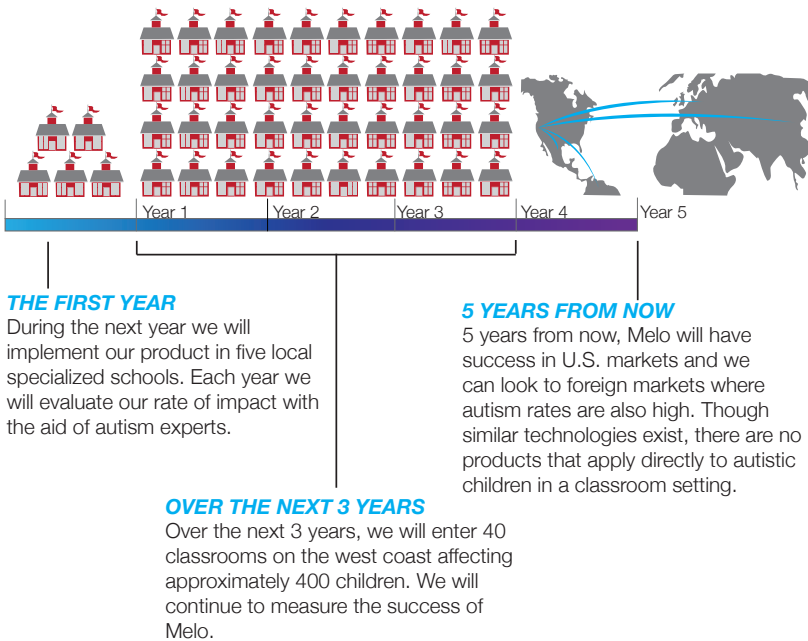 Year 1
Year 2
Year 3
Year 4
Year 5
THE FIRST YEAR
During the next year we will
implement our product in five local
specialized schools. Each year we
will evaluate our rate of impact with
the aid of autism experts.
5 YEARS FROM NOW
5 years from now, Melo will have
success in U.S. markets and we
can look to foreign markets where
autism rates are also high. Though
similar technologies exist, there are no
products that apply directly to autistic
children in a classroom setting.
OVER THE NEXT 3 YEARS
Over the next 3 years, we will enter 40
classrooms on the west coast affecting
approximately 400 children. We will
continue to measure the success of
Melo.